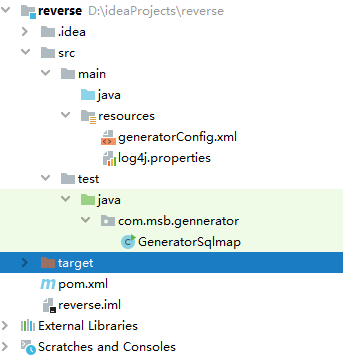 reverse D:\ideaProjects\reverse
.idea
src
main
java
resources
generatorConfig.xml
log4j.properties
test
java
com.msb.gennerator
GeneratorSqlmap
target
pom.xml
reverse.iml
External Libraries
Scratches and Consoles